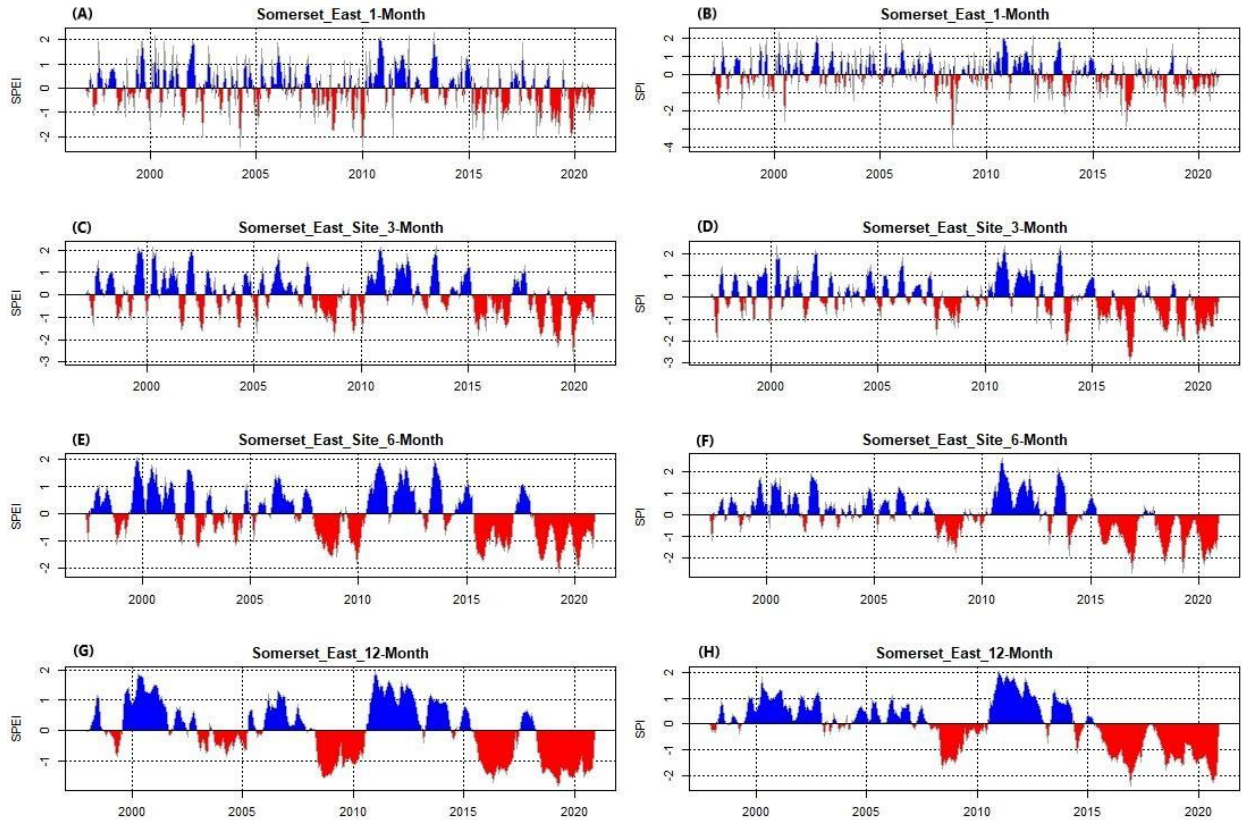 (A) Somerset_East_1-Month
SPEI
2
1
0
-1
-2
2000 2005 2010 2015 2020
(B) Somerset_East_1-Month
SPI
2
1
0
-2
-4
2000 2005 2010 2015 2020
(C) Somerset_East_Site_3-Month
SPEI
2
1
0
-1
-2
-3
2000 2005 2010 2015 2020
(D) Somerset_East_Site_3-Month
SPI
2
1
0
-1
-2
-3
2000 2005 2010 2015 2020
(E) Somerset_East_Site_6-Month
SPEI
2
1
0
-1
-2
2000 2005 2010 2015 2020
(F) Somerset_East_Site_6-Month
SPI
2
1
0
-1
-2
2000 2005 2010 2015 2020
(G) Somerset_East_12-Month
SPEI
2
1
0
-1
2000 2005 2010 2015 2020
(H) Somerset_East_12-Month
SPI
2
1
0
-1
-2
2000 2005 2010 2015 2020